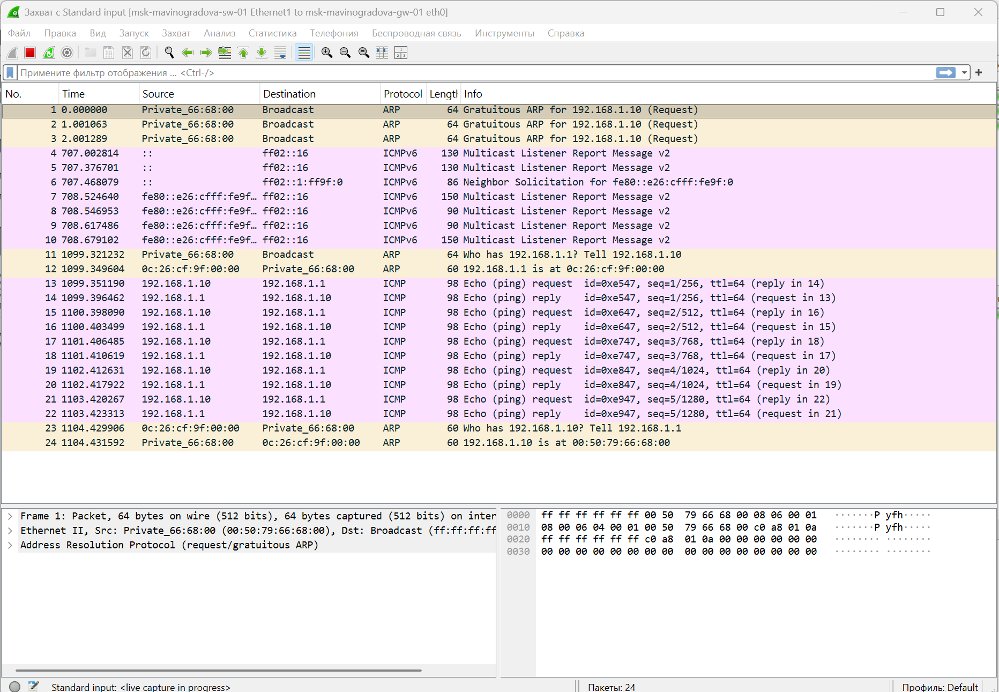 Захват с Standard input [msk-mavinogradova-sw-01 Ethernet1 to msk-mavinogradova-gw-01 eth0]
Файл Правка Вид Запуск Захват Анализ Статистика Телефония Беспроводная связь Инструменты Справка
Примените фильтр отображения ... <Ctrl-/>
No. Time Source Destination Protocol Length Info
1 0.000000 Private_66:68:00 Broadcast ARP 64 Gratuitous ARP for 192.168.1.10 (Request)
2 1.001063 Private_66:68:00 Broadcast ARP 64 Gratuitous ARP for 192.168.1.10 (Request)
3 2.001289 Private_66:68:00 Broadcast ARP 64 Gratuitous ARP for 192.168.1.10 (Request)
4 707.002814 :: ff02::16 ICMPv6 130 Multicast Listener Report Message v2
5 707.376701 :: ff02::16 ICMPv6 130 Multicast Listener Report Message v2
6 707.468079 :: ff02::1:ff9f:0 ICMPv6 86 Neighbor Solicitation for fe80::e26:cfff:fe9f:0
7 708.524640 fe80::e26:cfff:fe9f… ff02::16 ICMPv6 150 Multicast Listener Report Message v2
8 708.546953 fe80::e26:cfff:fe9f… ff02::16 ICMPv6 90 Multicast Listener Report Message v2
9 708.617486 fe80::e26:cfff:fe9f… ff02::16 ICMPv6 90 Multicast Listener Report Message v2
10 708.679102 fe80::e26:cfff:fe9f… ff02::16 ICMPv6 150 Multicast Listener Report Message v2
11 1099.321232 Private_66:68:00 Broadcast ARP 64 Who has 192.168.1.1? Tell 192.168.1.10
12 1099.349604 0c:26:cf:9f:00:00 Private_66:68:00 ARP 60 192.168.1.1 is at 0c:26:cf:9f:00:00
13 1099.351190 192.168.1.10 192.168.1.1 ICMP 98 Echo (ping) request id=0xe547, seq=1/256, ttl=64 (reply in 14)
14 1099.396462 192.168.1.1 192.168.1.10 ICMP 98 Echo (ping) reply id=0xe547, seq=1/256, ttl=64 (request in 13)
15 1100.398090 192.168.1.10 192.168.1.1 ICMP 98 Echo (ping) request id=0xe647, seq=2/512, ttl=64 (reply in 16)
16 1100.403499 192.168.1.1 192.168.1.10 ICMP 98 Echo (ping) reply id=0xe647, seq=2/512, ttl=64 (request in 15)
17 1101.406485 192.168.1.10 192.168.1.1 ICMP 98 Echo (ping) request id=0xe747, seq=3/768, ttl=64 (reply in 18)
18 1101.410619 192.168.1.1 192.168.1.10 ICMP 98 Echo (ping) reply id=0xe747, seq=3/768, ttl=64 (request in 17)
19 1102.412631 192.168.1.10 192.168.1.1 ICMP 98 Echo (ping) request id=0xe847, seq=4/1024, ttl=64 (reply in 20)
20 1102.417922 192.168.1.1 192.168.1.10 ICMP 98 Echo (ping) reply id=0xe847, seq=4/1024, ttl=64 (request in 19)
21 1103.420267 192.168.1.10 192.168.1.1 ICMP 98 Echo (ping) request id=0xe947, seq=5/1280, ttl=64 (reply in 22)
22 1103.423313 192.168.1.1 192.168.1.10 ICMP 98 Echo (ping) reply id=0xe947, seq=5/1280, ttl=64 (request in 21)
23 1104.429906 0c:26:cf:9f:00:00 Private_66:68:00 ARP 60 Who has 192.168.1.10? Tell 192.168.1.1
24 1104.431592 Private_66:68:00 0c:26:cf:9f:00:00 ARP 60 192.168.1.10 is at 00:50:79:66:68:00
Frame 1: Packet, 64 bytes on wire (512 bits), 64 bytes captured (512 bits) on inter
Ethernet II, Src: Private_66:68:00 (00:50:79:66:68:00), Dst: Broadcast (ff:ff:ff:ff
Address Resolution Protocol (request/gratuitous ARP)
0000 ff ff ff ff ff ff 00 50 79 66 68 00 08 06 00 01 ·······P yfh·····
0010 08 00 06 04 00 01 00 50 79 66 68 00 c0 a8 01 0a ·······P yfh·····
0020 ff ff ff ff ff ff c0 a8 01 0a 00 00 00 00 00 00 ········ ········
0030 00 00 00 00 00 00 00 00 00 00 00 00 00 00 00 00 ········ ········
Standard input: <live capture in progress> Пакеты: 24 Профиль: Default